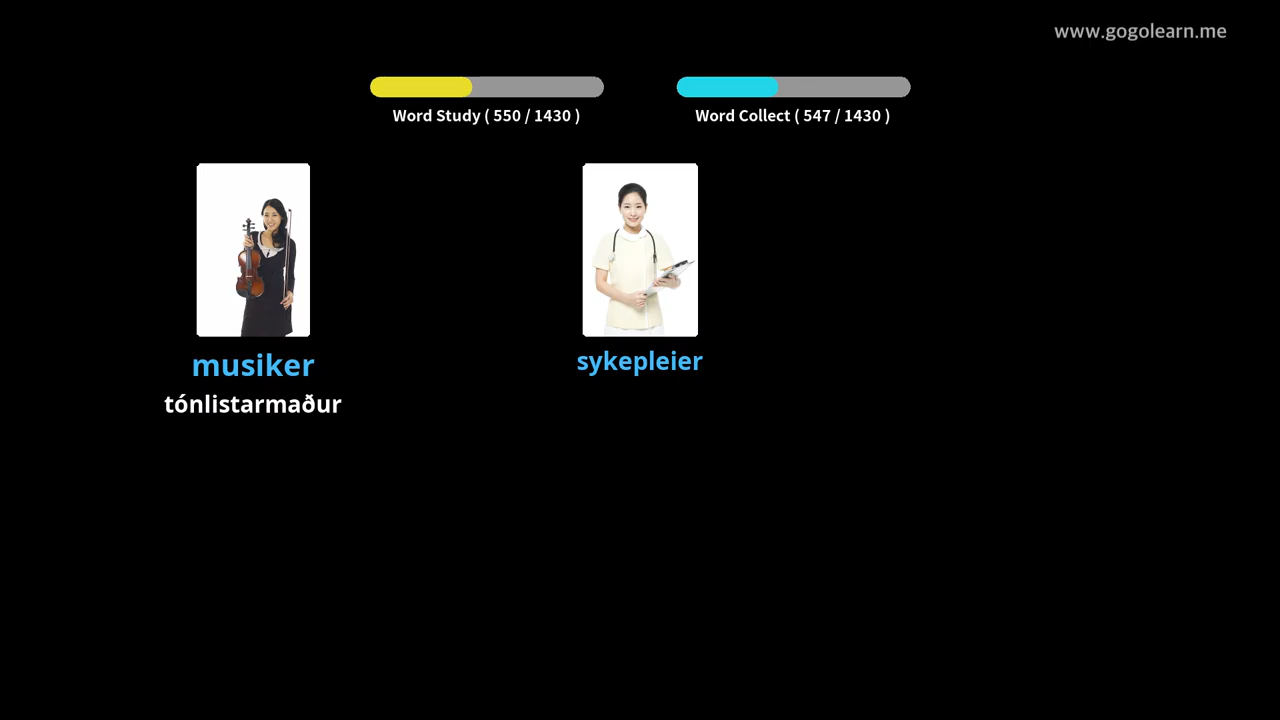 www.gogolearn.me
Word Study ( 550 / 1430 )
Word Collect ( 547 / 1430 )
musiker
tónlistarmaður
sykepleier